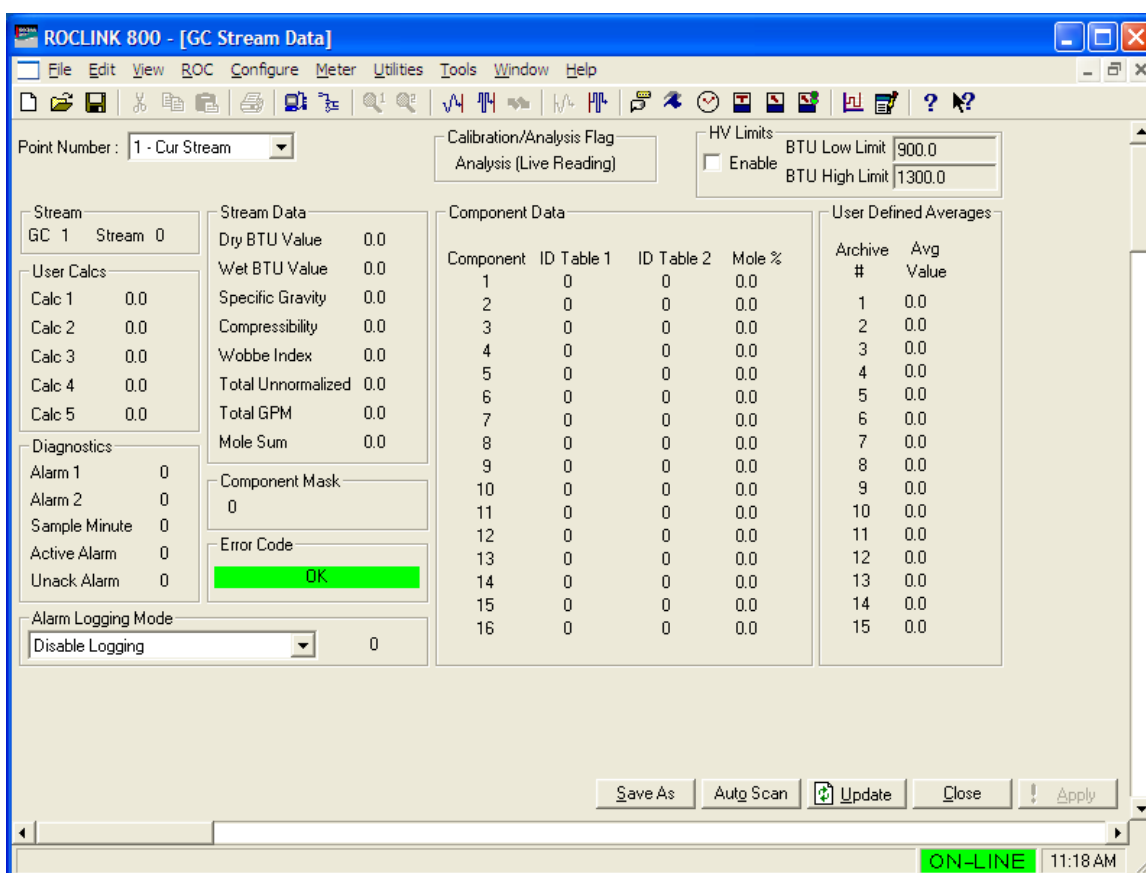 ROCLINK 800 - [GC Stream Data]
File Edit View ROC Configure Meter Utilities Tools Window Help
Point Number : 1 - Cur Stream
Calibration/Analysis Flag
Analysis (Live Reading)
HV Limits
Enable
BTU Low Limit 900.0
BTU High Limit 1300.0
Stream
GC 1 Stream 0
User Calcs
Calc 1 0.0
Calc 2 0.0
Calc 3 0.0
Calc 4 0.0
Calc 5 0.0
Diagnostics
Alarm 1 0
Alarm 2 0
Sample Minute 0
Active Alarm 0
Unack Alarm 0
Alarm Logging Mode
Disable Logging 0
Stream Data
Dry BTU Value 0.0
Wet BTU Value 0.0
Specific Gravity 0.0
Compressibility 0.0
Wobbe Index 0.0
Total Unnormalized 0.0
Total GPM 0.0
Mole Sum 0.0
Component Mask
0
Error Code
OK
Component Data
Component ID Table 1 ID Table 2 Mole %
1 0 0 0.0
2 0 0 0.0
3 0 0 0.0
4 0 0 0.0
5 0 0 0.0
6 0 0 0.0
7 0 0 0.0
8 0 0 0.0
9 0 0 0.0
10 0 0 0.0
11 0 0 0.0
12 0 0 0.0
13 0 0 0.0
14 0 0 0.0
15 0 0 0.0
16 0 0 0.0
User Defined Averages
Archive Avg
# Value
1 0.0
2 0.0
3 0.0
4 0.0
5 0.0
6 0.0
7 0.0
8 0.0
9 0.0
10 0.0
11 0.0
12 0.0
13 0.0
14 0.0
15 0.0
Save As Auto Scan Update Close ! Apply
ON-LINE 11:18 AM